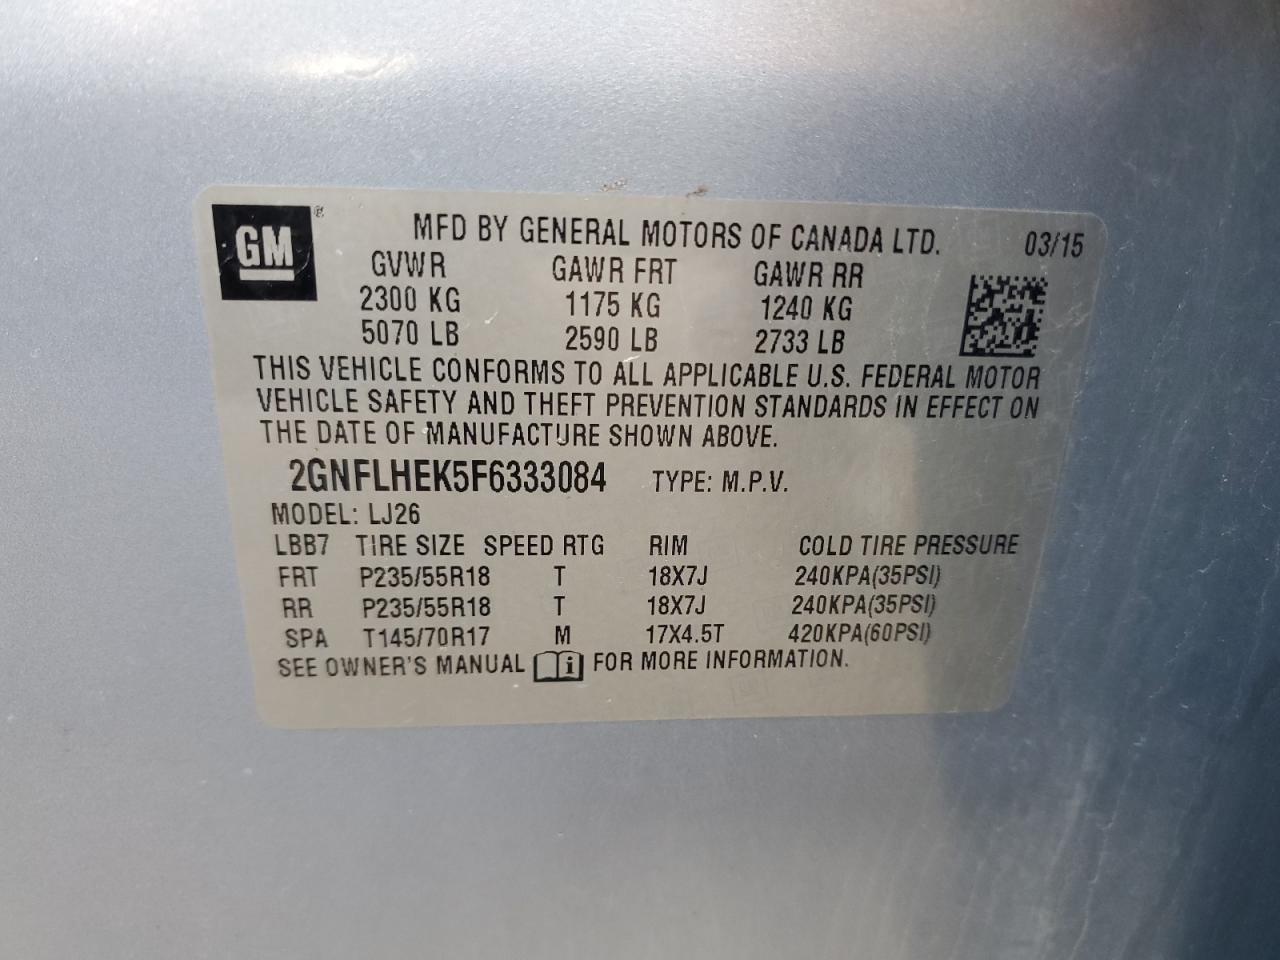 GM®
MFD BY GENERAL MOTORS OF CANADA LTD. 03/15
GVWR GAWR FRT GAWR RR
2300 KG 1175 KG 1240 KG
5070 LB 2590 LB 2733 LB
THIS VEHICLE CONFORMS TO ALL APPLICABLE U.S. FEDERAL MOTOR
VEHICLE SAFETY AND THEFT PREVENTION STANDARDS IN EFFECT ON
THE DATE OF MANUFACTURE SHOWN ABOVE.
2GNFLHEK5F6333084 TYPE: M.P.V.
MODEL: LJ26
LBB7 TIRE SIZE SPEED RTG RIM COLD TIRE PRESSURE
FRT P235/55R18 T 18X7J 240KPA(35PSI)
RR P235/55R18 T 18X7J 240KPA(35PSI)
SPA T145/70R17 M 17X4.5T 420KPA(60PSI)
SEE OWNER'S MANUAL i FOR MORE INFORMATION.